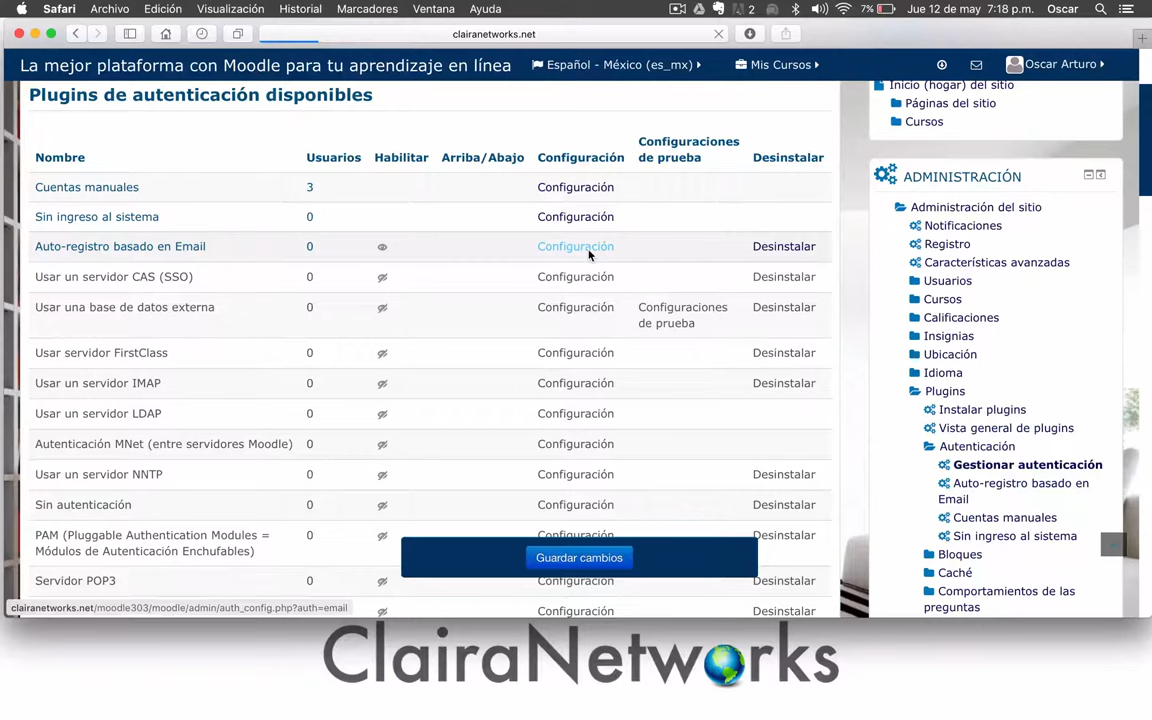 Safari Archivo Edición Visualización Historial Marcadores Ventana Ayuda 2 7% Jue 12 de may 7:18 p.m. Oscar
clairanetworks.net
La mejor plataforma con Moodle para tu aprendizaje en línea Español - México (es_mx) Mis Cursos Oscar Arturo
Plugins de autenticación disponibles
Nombre Usuarios Habilitar Arriba/Abajo Configuración Configuraciones de prueba Desinstalar
Cuentas manuales 3 Configuración
Sin ingreso al sistema 0 Configuración
Auto-registro basado en Email 0 Configuración Desinstalar
Usar un servidor CAS (SSO) 0 Configuración Desinstalar
Usar una base de datos externa 0 Configuración Configuraciones de prueba Desinstalar
Usar servidor FirstClass 0 Configuración Desinstalar
Usar un servidor IMAP 0 Configuración Desinstalar
Usar un servidor LDAP 0 Configuración
Autenticación MNet (entre servidores Moodle) 0 Configuración
Usar un servidor NNTP 0 Configuración Desinstalar
Sin autenticación 0 Configuración Desinstalar
PAM (Pluggable Authentication Modules = 0 Configuración Desinstalar
Módulos de Autenticación Enchufables)
Guardar cambios
Servidor POP3 0 Configuración Desinstalar
0 Configuración Desinstalar
clairanetworks.net/moodle303/moodle/admin/auth_config.php?auth=email
Inicio (hogar) del sitio
Páginas del sitio
Cursos
ADMINISTRACIÓN
Administración del sitio
Notificaciones
Registro
Características avanzadas
Usuarios
Cursos
Calificaciones
Insignias
Ubicación
Idioma
Plugins
Instalar plugins
Vista general de plugins
Autenticación
Gestionar autenticación
Auto-registro basado en
Email
Cuentas manuales
Sin ingreso al sistema
Bloques
Caché
Comportamientos de las
preguntas
ClairaNetworks